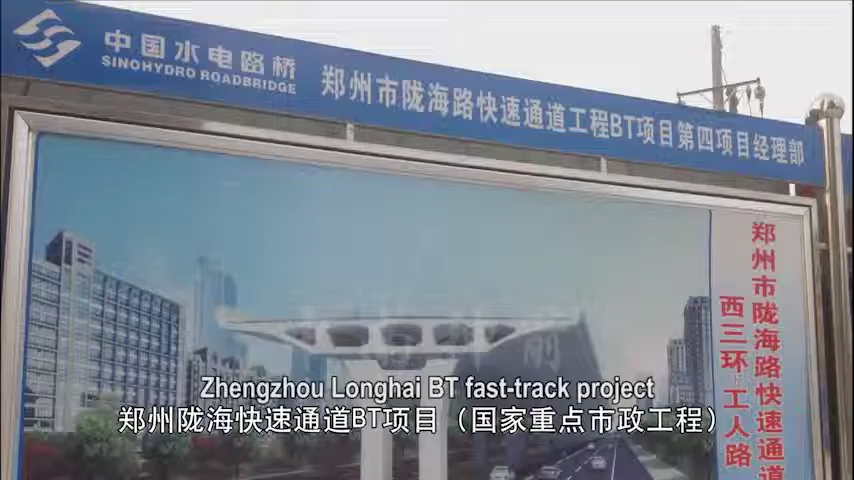 中国水电路桥
SINOHYDRO ROADBRIDGE
郑州市陇海路快速通道工程BT项目第四项目经理部
郑州市陇海路快速通道
西三环 工人路
Zhengzhou Longhai BT fast-track project
郑州陇海快速通道BT项目（国家重点市政工程）